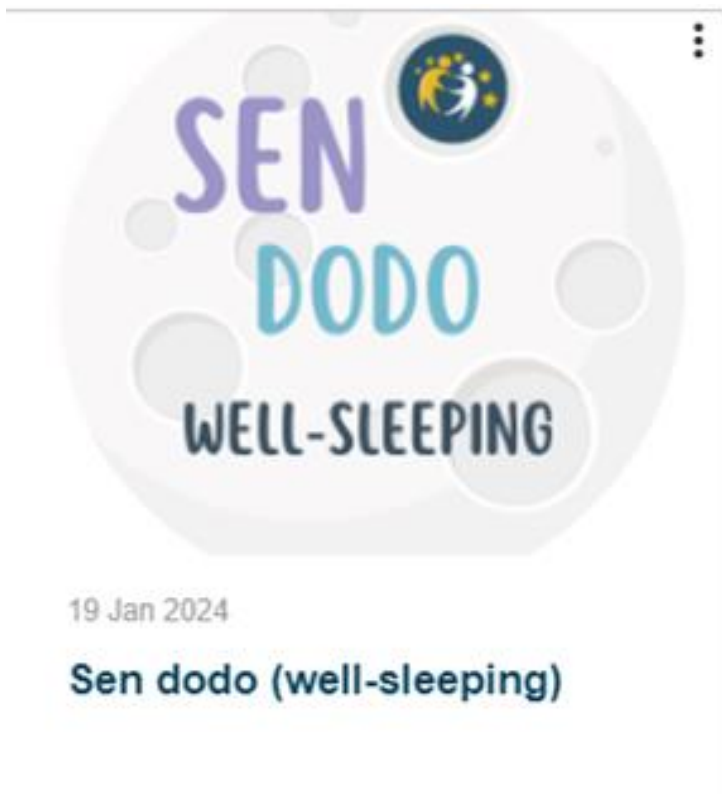 SEN
DODO
WELL-SLEEPING
19 Jan 2024
Sen dodo (well-sleeping)